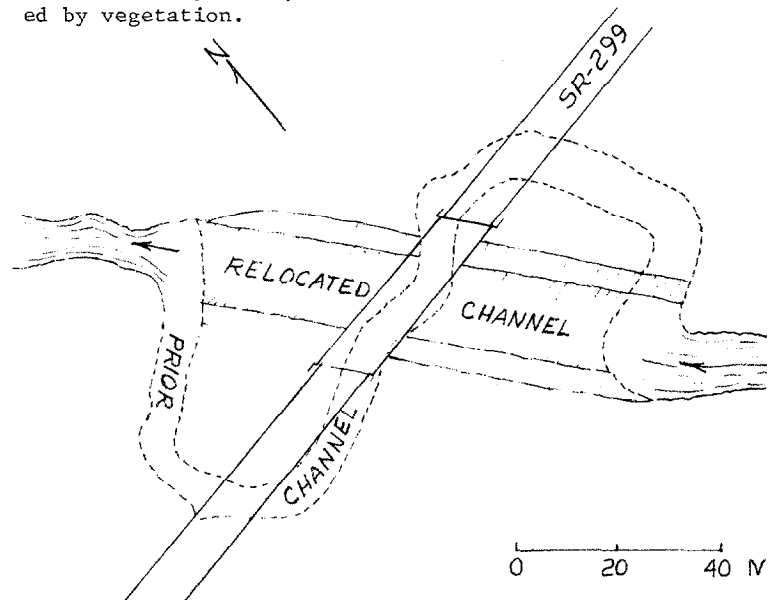 ed by vegetation.
N
SR-299
RELOCATED
CHANNEL
PRIOR
CHANNEL
0 20 40